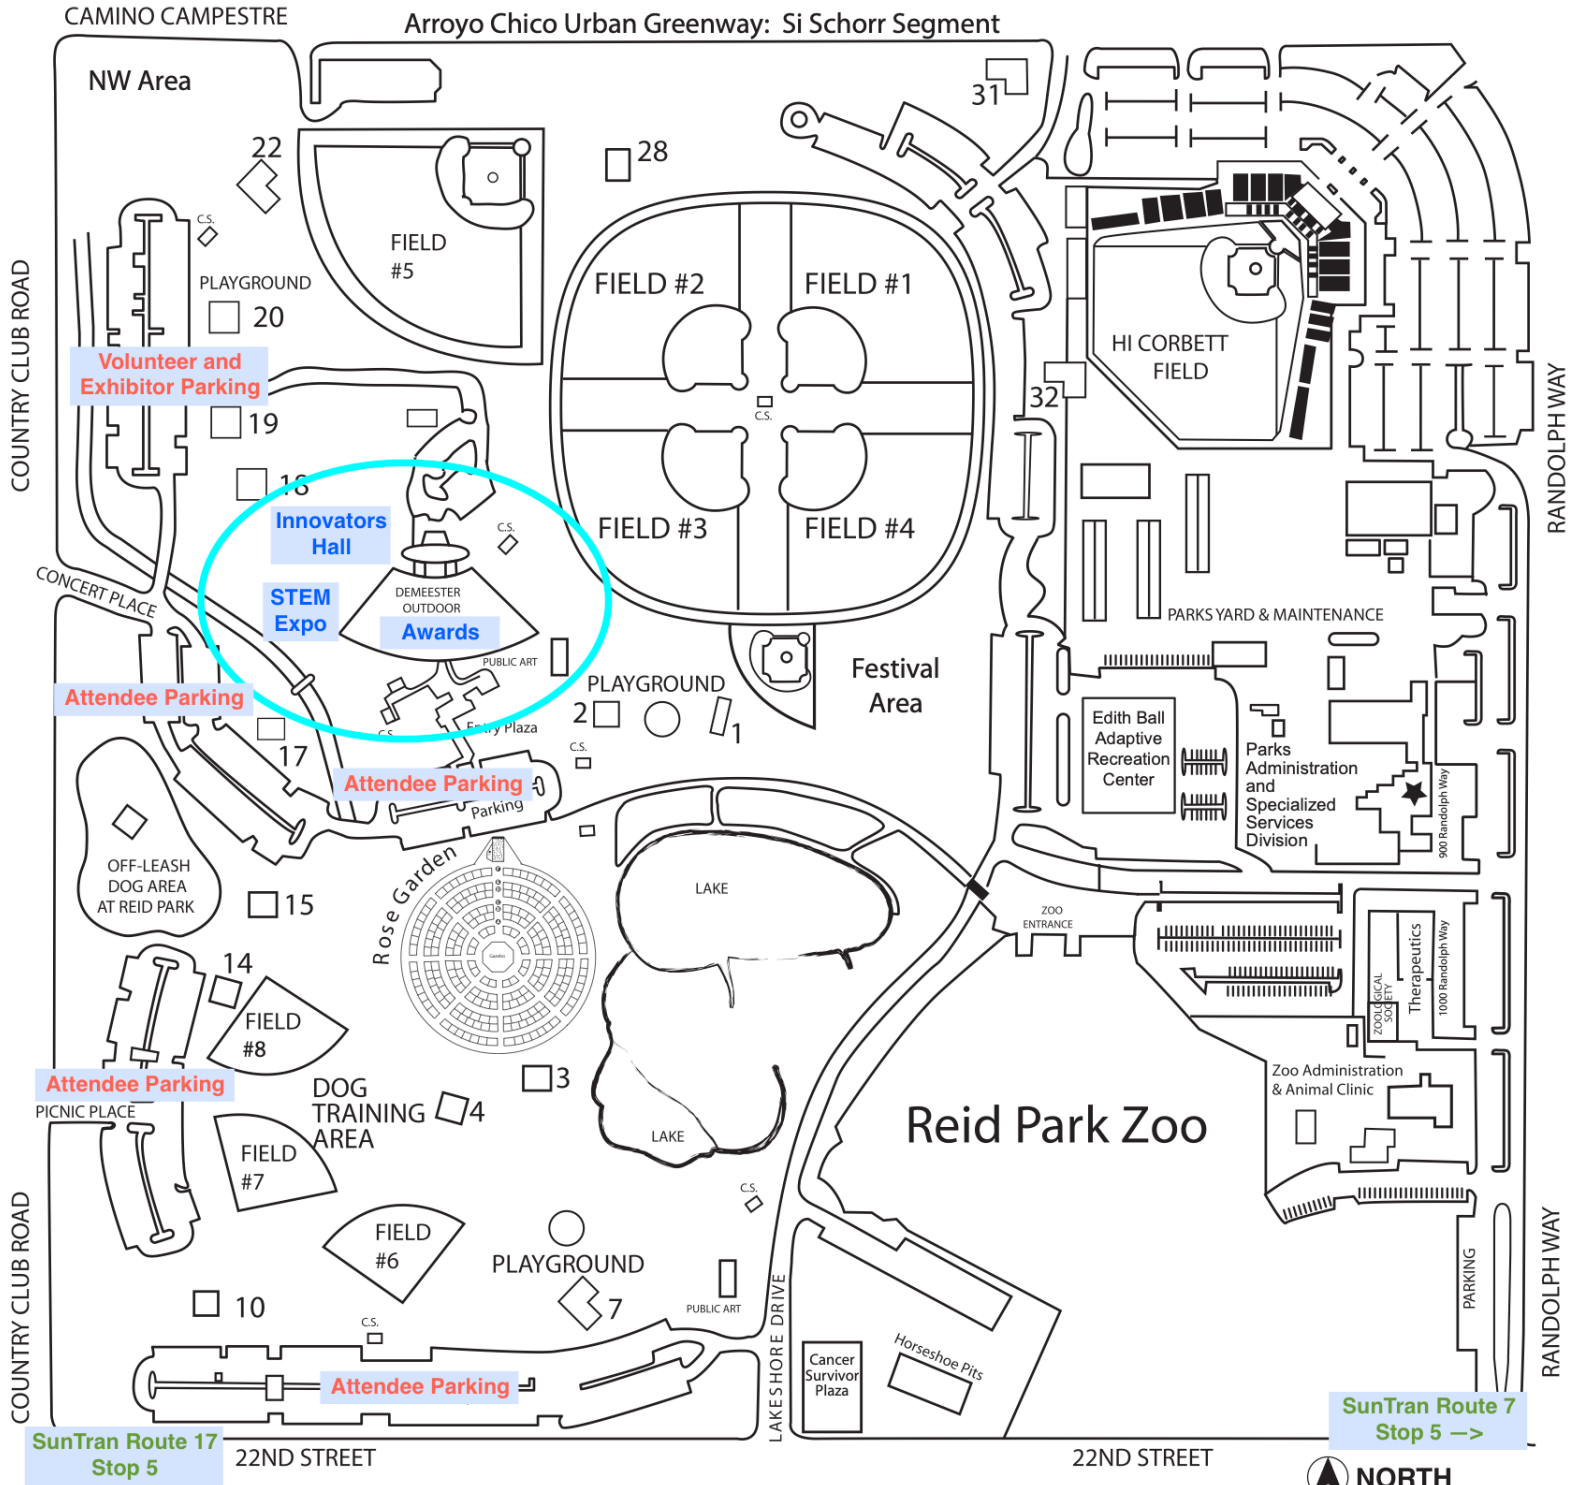 CAMINO CAMPESTRE
Arroyo Chico Urban Greenway: Si Schorr Segment
NW Area
31
22
28
C.S.
FIELD
#5
PLAYGROUND
20
FIELD #2
FIELD #1
HI CORBETT
FIELD
COUNTRY CLUB ROAD
RANDOLPH WAY
Volunteer and
Exhibitor Parking
32
C.S.
19
18
Innovators
Hall
C.S.
FIELD #3
FIELD #4
CONCERT PLACE
STEM
Expo
DEMEESTER
OUTDOOR
Awards
PARKS YARD & MAINTENANCE
PUBLIC ART
Festival
Area
Attendee Parking
PLAYGROUND
2
1
C.S.
Entry Plaza
17
C.S.
Edith Ball
Adaptive
Recreation
Center
Parks
Administration
and
Specialized
Services
Division
900 Randolph Way
Attendee Parking
Parking
OFF-LEASH
DOG AREA
AT REID PARK
Rose Garden
LAKE
15
ZOO
ENTRANCE
Garden
14
FIELD
#8
ZOOLOGICAL
SOCIETY
Therapeutics
1000 Randolph Way
Attendee Parking
PICNIC PLACE
DOG
TRAINING
AREA
3
4
Zoo Administration
& Animal Clinic
Reid Park Zoo
LAKE
FIELD
#7
C.S.
COUNTRY CLUB ROAD
FIELD
#6
PLAYGROUND
7
PUBLIC ART
10
C.S.
LAKESHORE DRIVE
PARKING
RANDOLPH WAY
Attendee Parking
Cancer
Survivor
Plaza
Horseshoe Pits
SunTran Route 7
Stop 5 —>
SunTran Route 17
Stop 5
22ND STREET
22ND STREET
NORTH